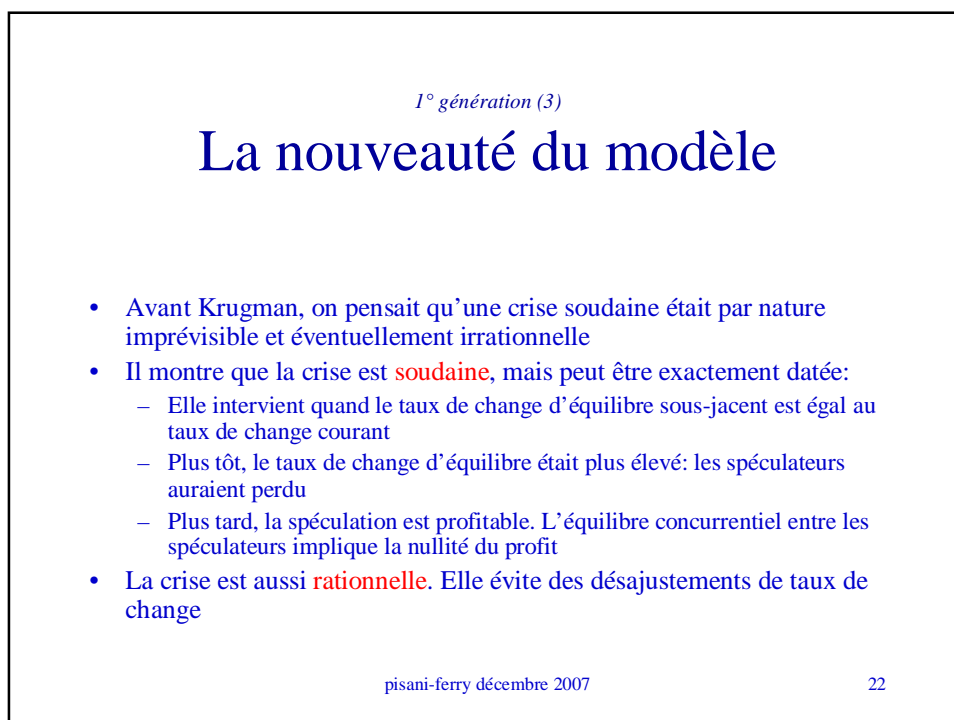 1° génération (3)
La nouveauté du modèle
• Avant Krugman, on pensait qu’une crise soudaine était par nature
imprévisible et éventuellement irrationnelle
• Il montre que la crise est soudaine, mais peut être exactement datée:
– Elle intervient quand le taux de change d’équilibre sous-jacent est égal au
taux de change courant
– Plus tôt, le taux de change d’équilibre était plus élevé: les spéculateurs
auraient perdu
– Plus tard, la spéculation est profitable. L’équilibre concurrentiel entre les
spéculateurs implique la nullité du profit
• La crise est aussi rationnelle. Elle évite des désajustements de taux de
change
pisani-ferry décembre 2007 22